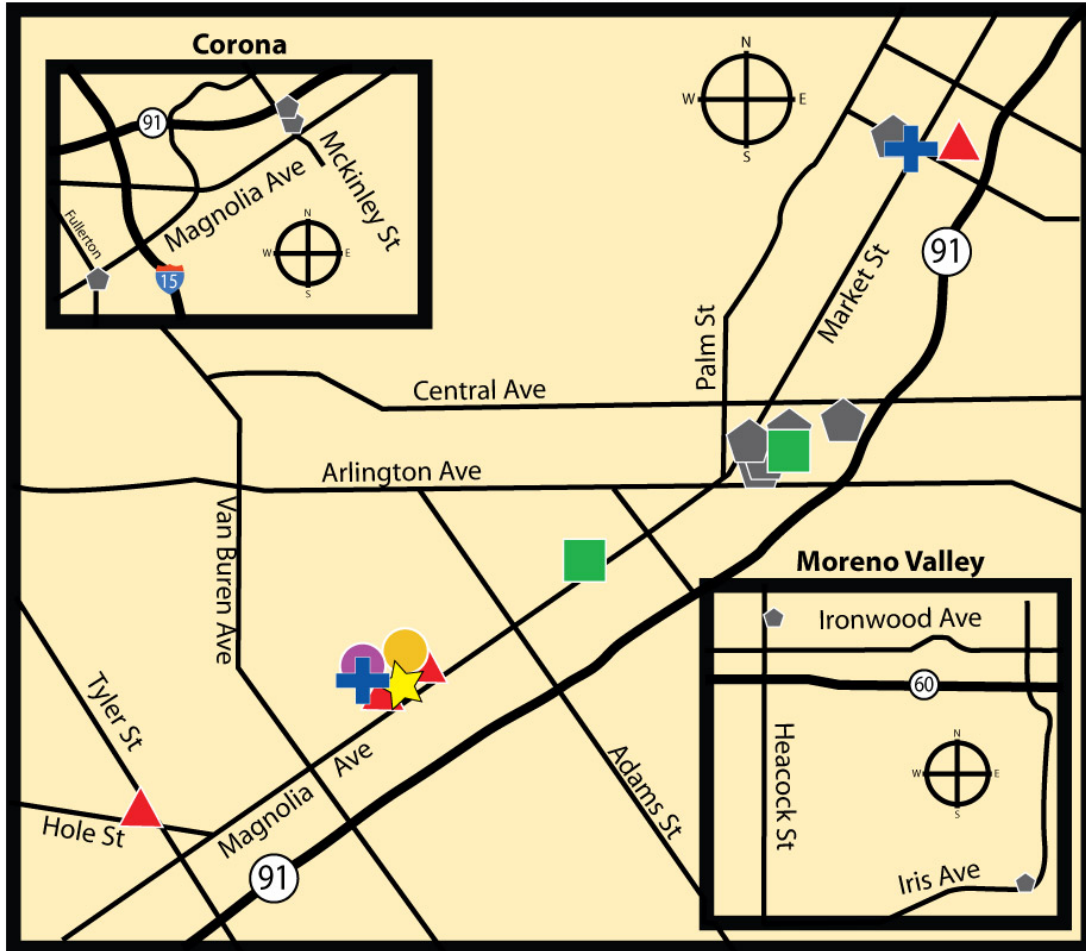 Corona
91
Mckinley St
Magnolia Ave
Fullerton
N
W
E
S
15
N
W
E
S
91
Market St
Palm St
Central Ave
Arlington Ave
Van Buren Ave
Tyler St
Hole St
Magnolia
Ave
91
Adams St
Moreno Valley
Ironwood Ave
60
Heacock St
N
W
E
S
Iris Ave